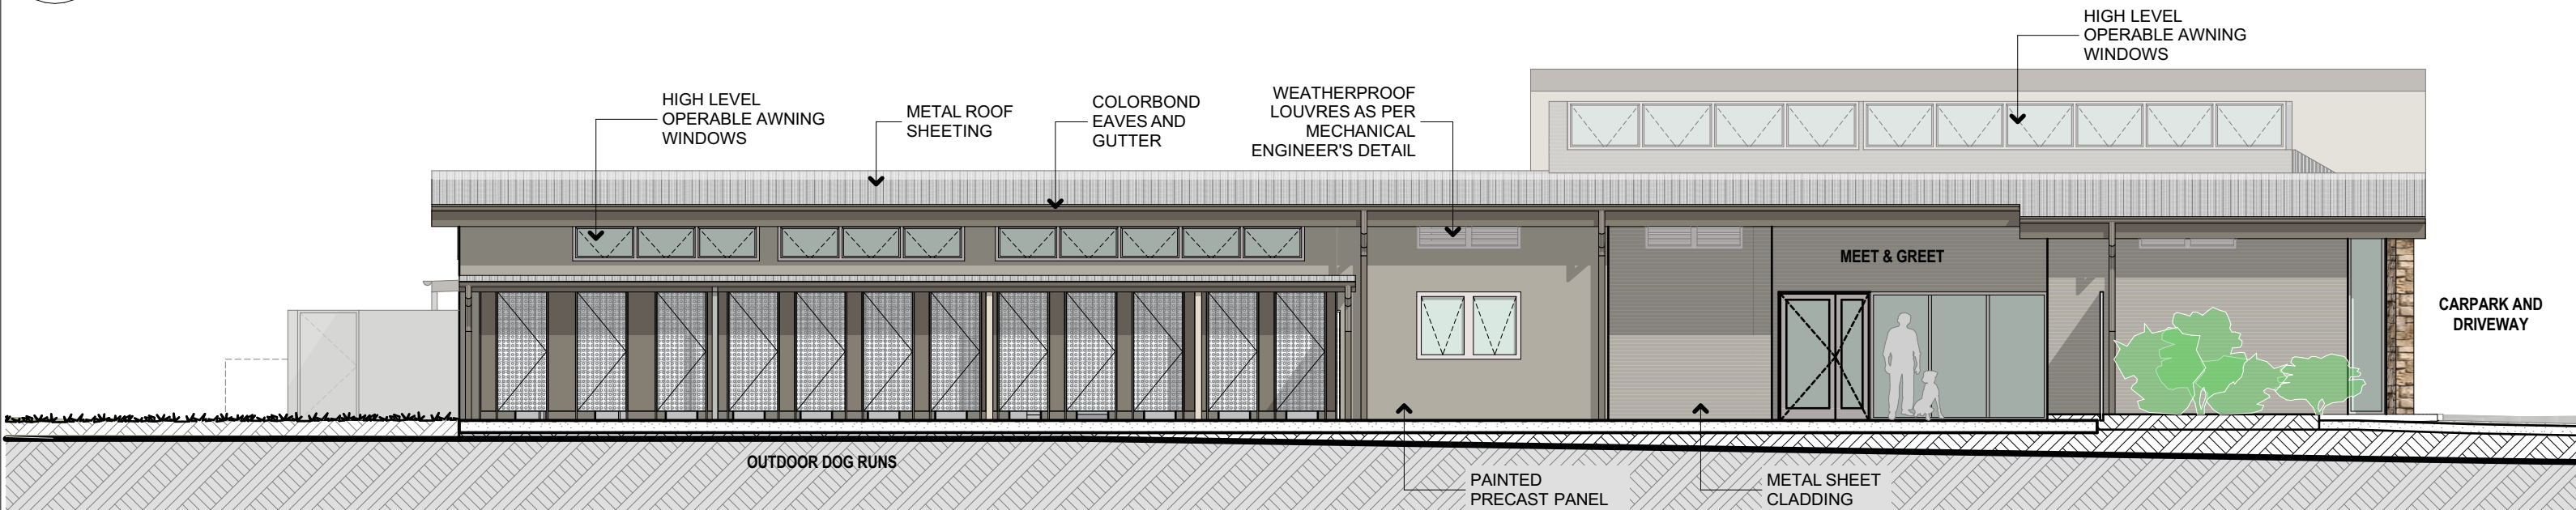 HIGH LEVEL
OPERABLE AWNING
WINDOWS
HIGH LEVEL
OPERABLE AWNING
WINDOWS
METAL ROOF
SHEETING
COLORBOND
EAVES AND
GUTTER
WEATHERPROOF
LOUVRES AS PER
MECHANICAL
ENGINEER'S DETAIL
MEET & GREET
CARPARK AND
DRIVEWAY
OUTDOOR DOG RUNS
PAINTED
PRECAST PANEL
METAL SHEET
CLADDING